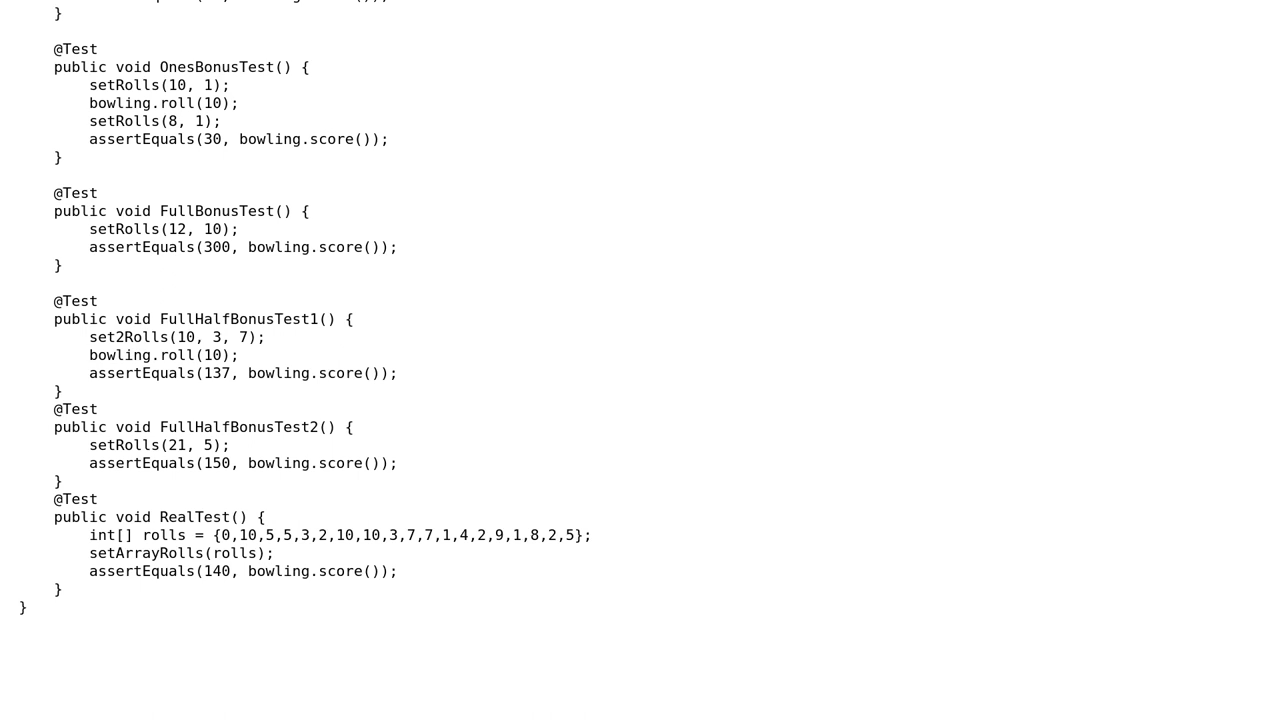 }
@Test
public void OnesBonusTest() {
setRolls(10, 1);
bowling.roll(10);
setRolls(8, 1);
assertEquals(30, bowling.score());
}
@Test
public void FullBonusTest() {
setRolls(12, 10);
assertEquals(300, bowling.score());
}
@Test
public void FullHalfBonusTest1() {
set2Rolls(10, 3, 7);
bowling.roll(10);
assertEquals(137, bowling.score());
}
@Test
public void FullHalfBonusTest2() {
setRolls(21, 5);
assertEquals(150, bowling.score());
}
@Test
public void RealTest() {
int[] rolls = {0,10,5,5,3,2,10,10,3,7,7,1,4,2,9,1,8,2,5};
setArrayRolls(rolls);
assertEquals(140, bowling.score());
}
}